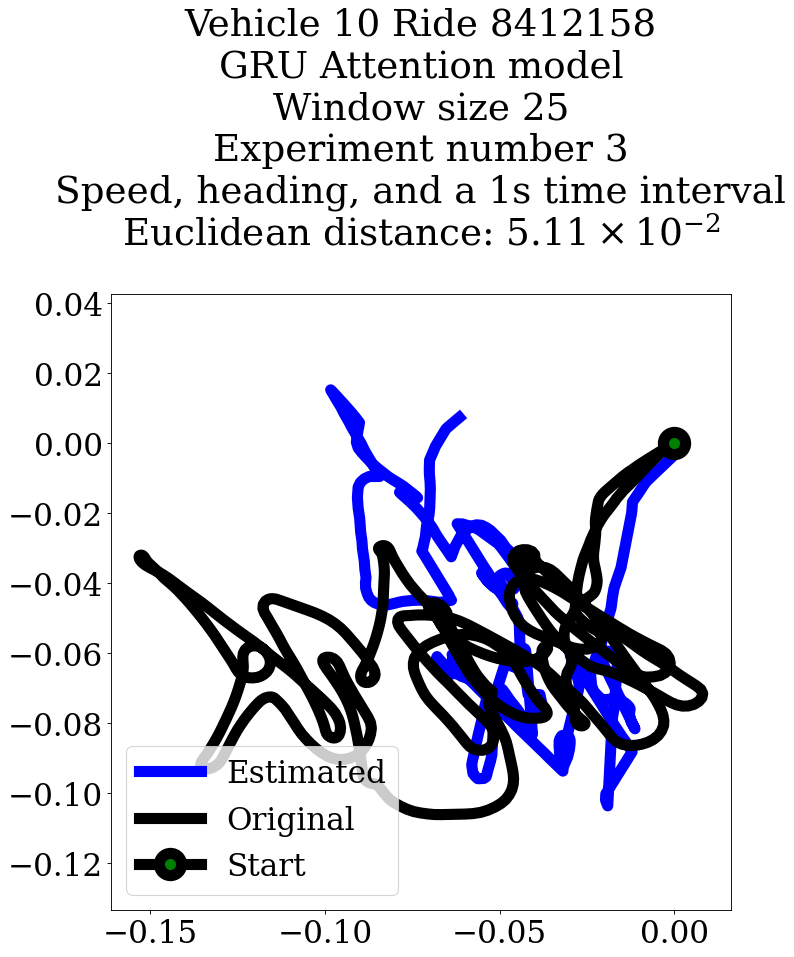 Vehicle 10 Ride 8412158
GRU Attention model
Window size 25
Experiment number 3
Speed, heading, and a 1s time interval
Euclidean distance: 5.11 × 10⁻²
0.04
0.02
0.00
−0.02
−0.04
−0.06
−0.08
−0.10
−0.12
Estimated
Original
Start
−0.15
−0.10
−0.05
0.00